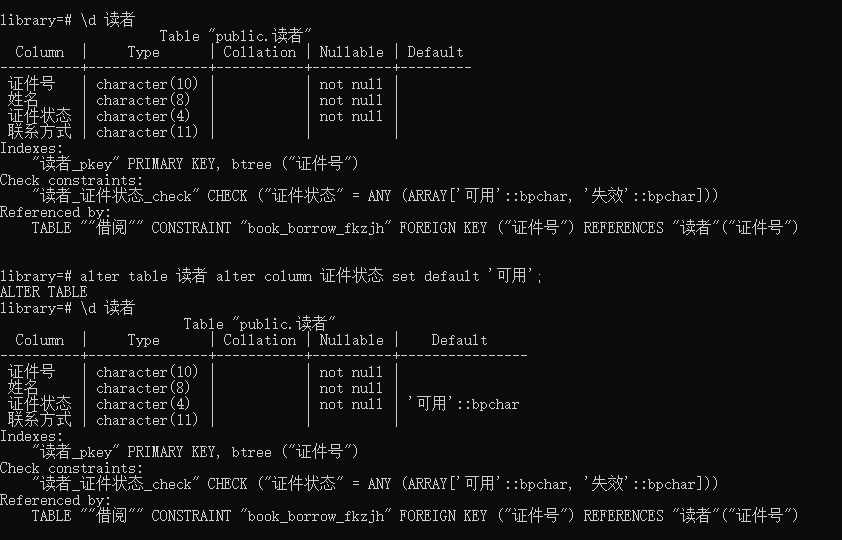 library=# \d 读者
                    Table "public.读者"
  Column  |     Type      | Collation | Nullable | Default
----------+---------------+-----------+----------+---------
 证件号   | character(10) |           | not null |
 姓名     | character(8)  |           | not null |
 证件状态 | character(4)  |           | not null |
 联系方式 | character(11) |           |          |
Indexes:
    "读者_pkey" PRIMARY KEY, btree ("证件号")
Check constraints:
    "读者_证件状态_check" CHECK ("证件状态" = ANY (ARRAY['可用'::bpchar, '失效'::bpchar]))
Referenced by:
    TABLE ""借阅"" CONSTRAINT "book_borrow_fkzjh" FOREIGN KEY ("证件号") REFERENCES "读者"("证件号")
library=# alter table 读者 alter column 证件状态 set default '可用';
ALTER TABLE
library=# \d 读者
                       Table "public.读者"
  Column  |     Type      | Collation | Nullable |    Default
----------+---------------+-----------+----------+----------------
 证件号   | character(10) |           | not null |
 姓名     | character(8)  |           | not null |
 证件状态 | character(4)  |           | not null | '可用'::bpchar
 联系方式 | character(11) |           |          |
Indexes:
    "读者_pkey" PRIMARY KEY, btree ("证件号")
Check constraints:
    "读者_证件状态_check" CHECK ("证件状态" = ANY (ARRAY['可用'::bpchar, '失效'::bpchar]))
Referenced by:
    TABLE ""借阅"" CONSTRAINT "book_borrow_fkzjh" FOREIGN KEY ("证件号") REFERENCES "读者"("证件号")